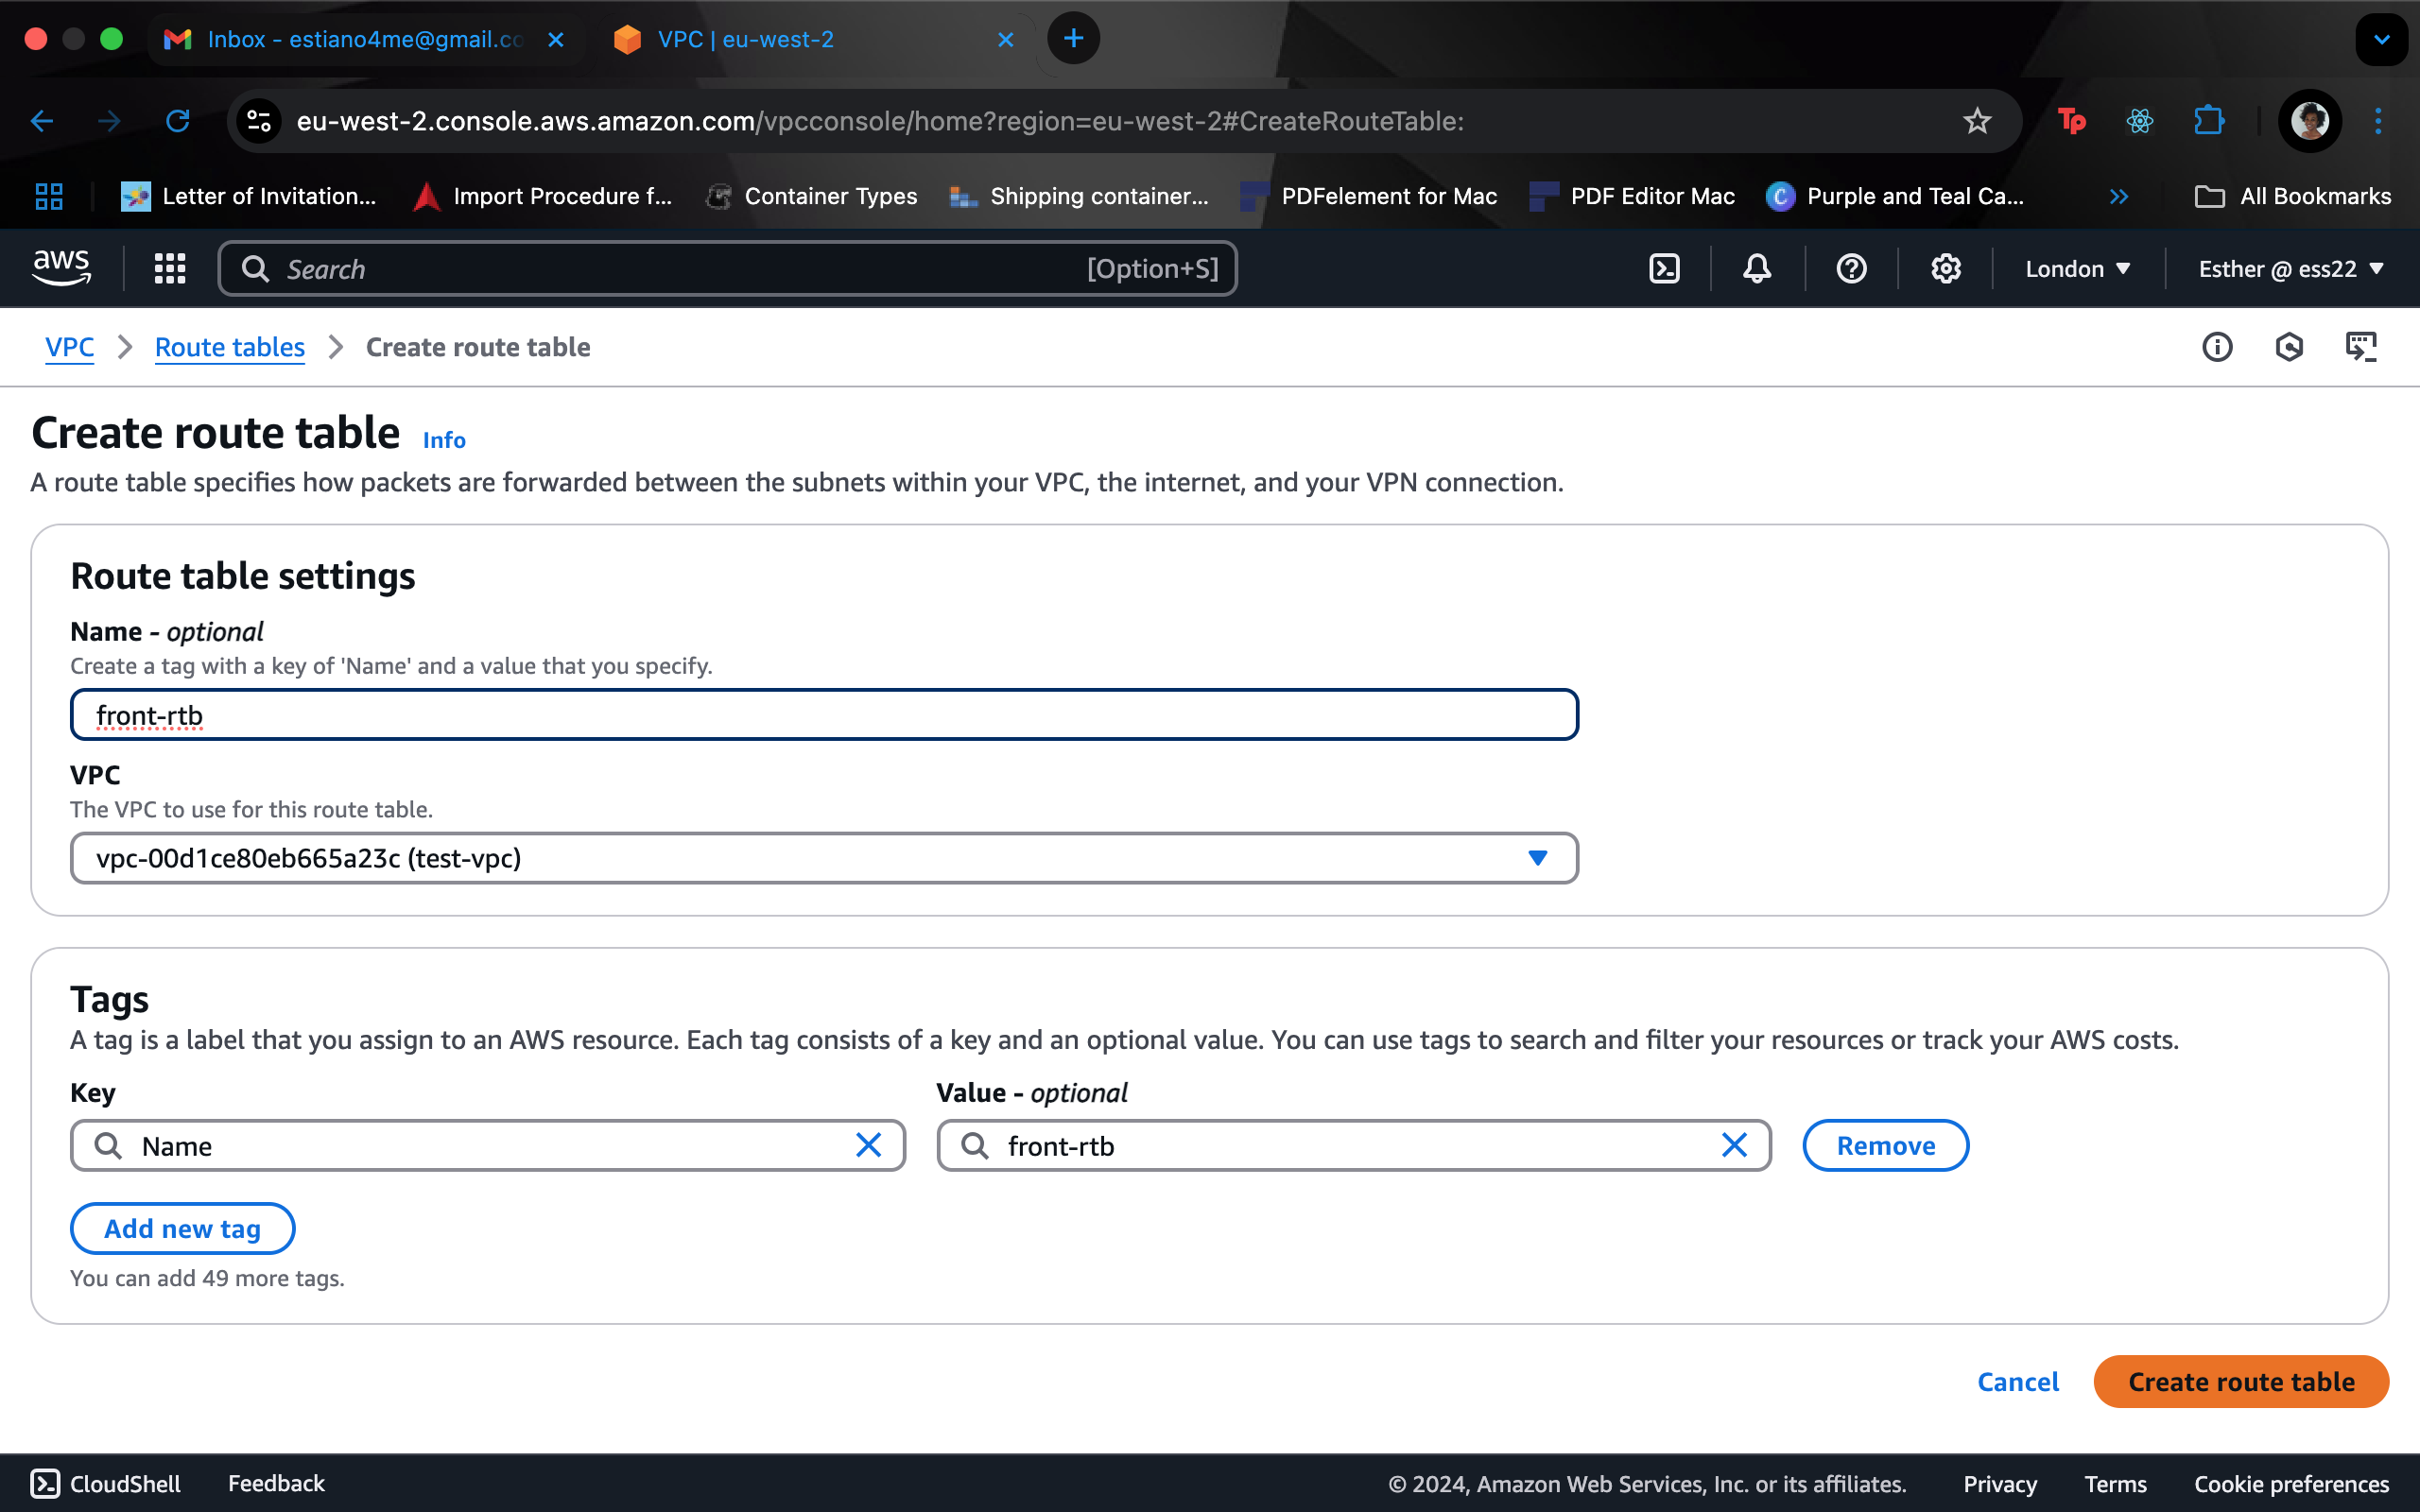 Inbox - estiano4me@gmail.co
VPC | eu-west-2
eu-west-2.console.aws.amazon.com/vpcconsole/home?region=eu-west-2#CreateRouteTable:
Tp
Letter of Invitation...
Import Procedure f...
Container Types
Shipping container...
PDFelement for Mac
PDF Editor Mac
C
Purple and Teal Ca...
All Bookmarks
aws
Search
[Option+S]
London
Esther @ ess22
VPC
Route tables
Create route table
Create route table Info
A route table specifies how packets are forwarded between the subnets within your VPC, the internet, and your VPN connection.
Route table settings
Name - optional
Create a tag with a key of 'Name' and a value that you specify.
front-rtb
VPC
The VPC to use for this route table.
vpc-00d1ce80eb665a23c (test-vpc)
Tags
A tag is a label that you assign to an AWS resource. Each tag consists of a key and an optional value. You can use tags to search and filter your resources or track your AWS costs.
Key
Value - optional
Name
front-rtb
Remove
Add new tag
You can add 49 more tags.
Cancel
Create route table
CloudShell
Feedback
© 2024, Amazon Web Services, Inc. or its affiliates.
Privacy
Terms
Cookie preferences